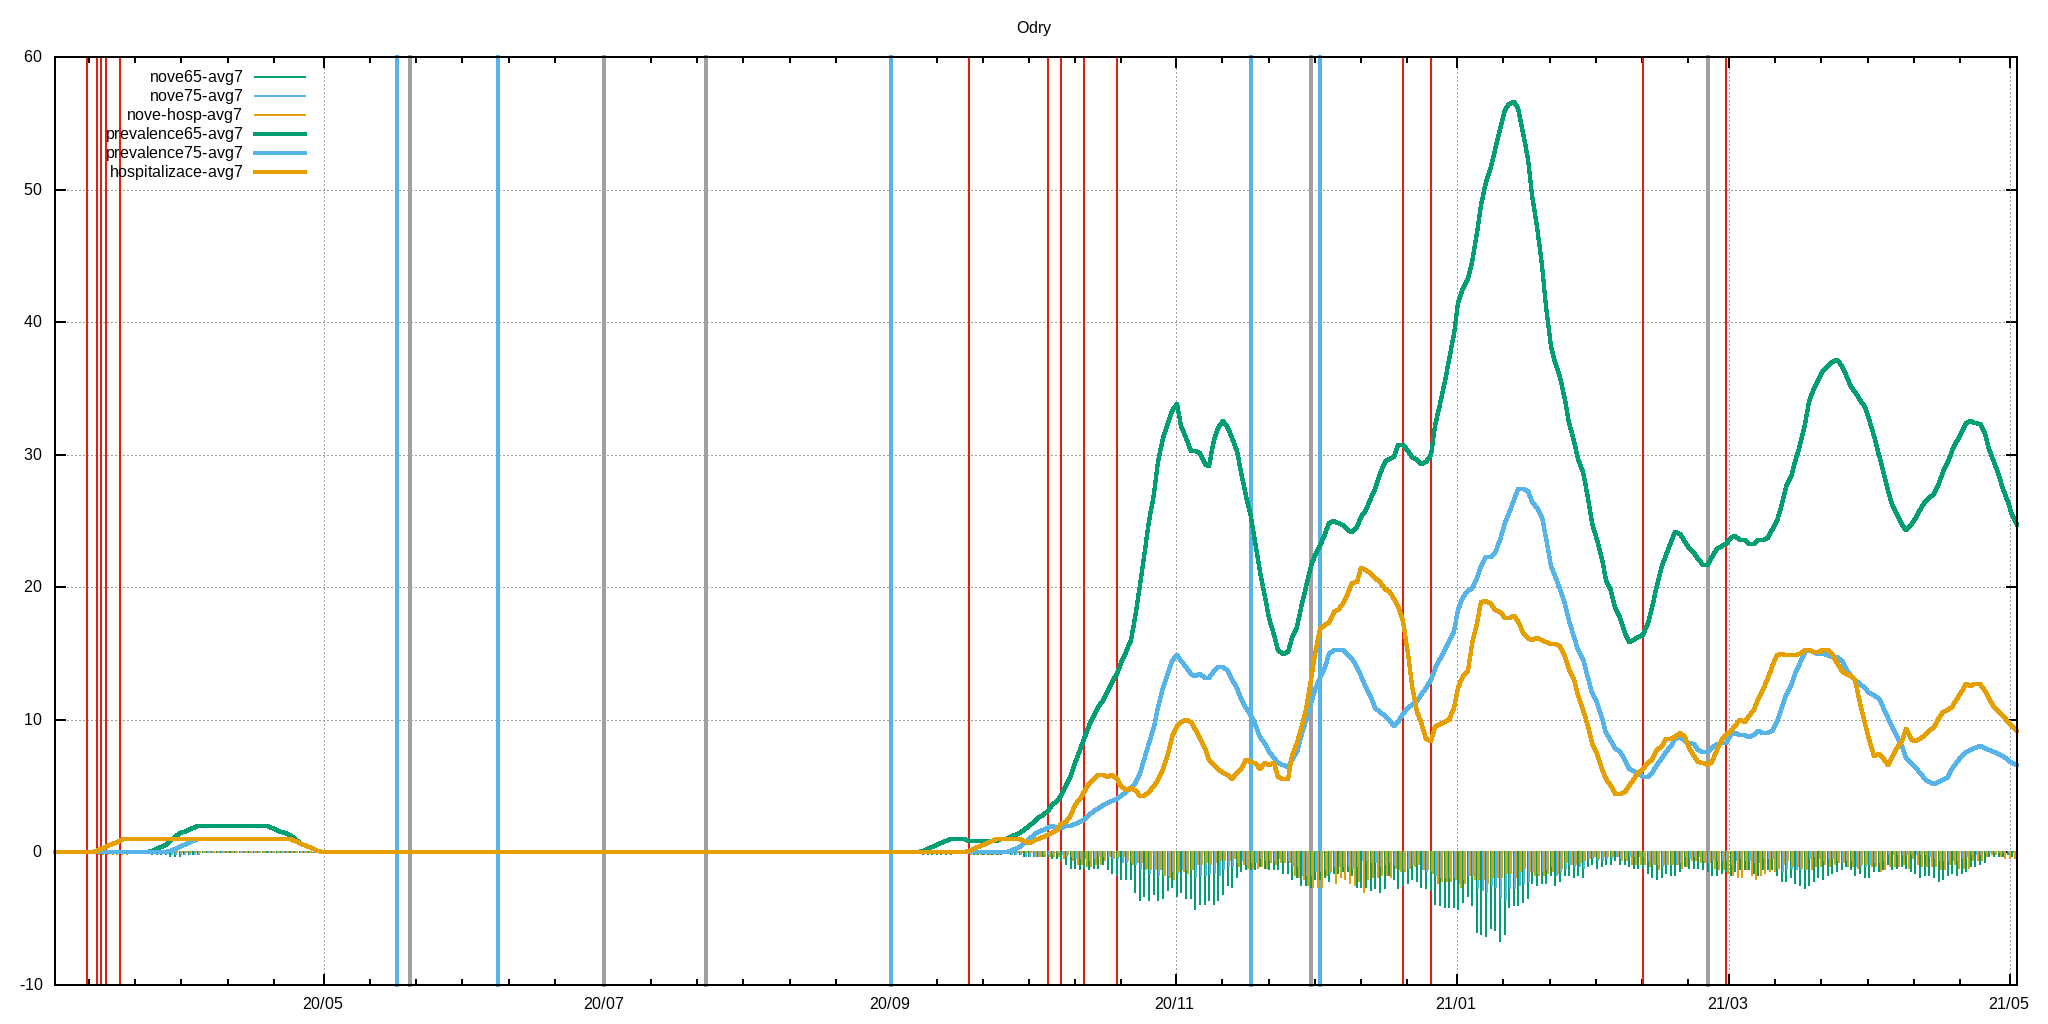 Odry
60
nove65-avg7
nove75-avg7
nove-hosp-avg7
prevalence65-avg7
prevalence75-avg7
hospitalizace-avg7
50
40
30
20
10
0
-10
20/05 20/07 20/09 20/11 21/01 21/03 21/05